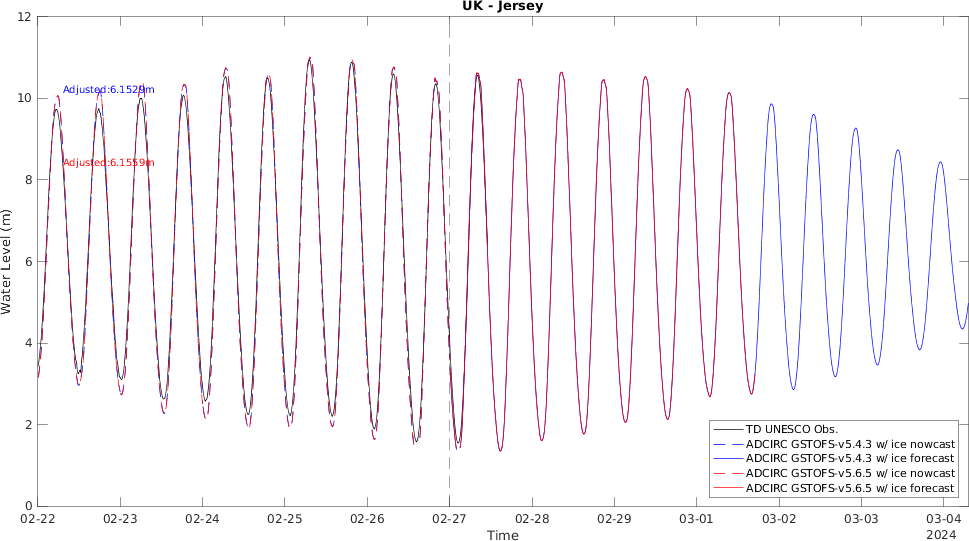 UK - Jersey
12
10
8
6
4
2
0
Water Level (m)
Adjusted:6.1529m
Adjusted:6.1559m
TD UNESCO Obs.
ADCIRC GSTOFS-v5.4.3 w/ ice nowcast
ADCIRC GSTOFS-v5.4.3 w/ ice forecast
ADCIRC GSTOFS-v5.6.5 w/ ice nowcast
ADCIRC GSTOFS-v5.6.5 w/ ice forecast
02-22 02-23 02-24 02-25 02-26 02-27 02-28 02-29 03-01 03-02 03-03 03-04
2024
Time